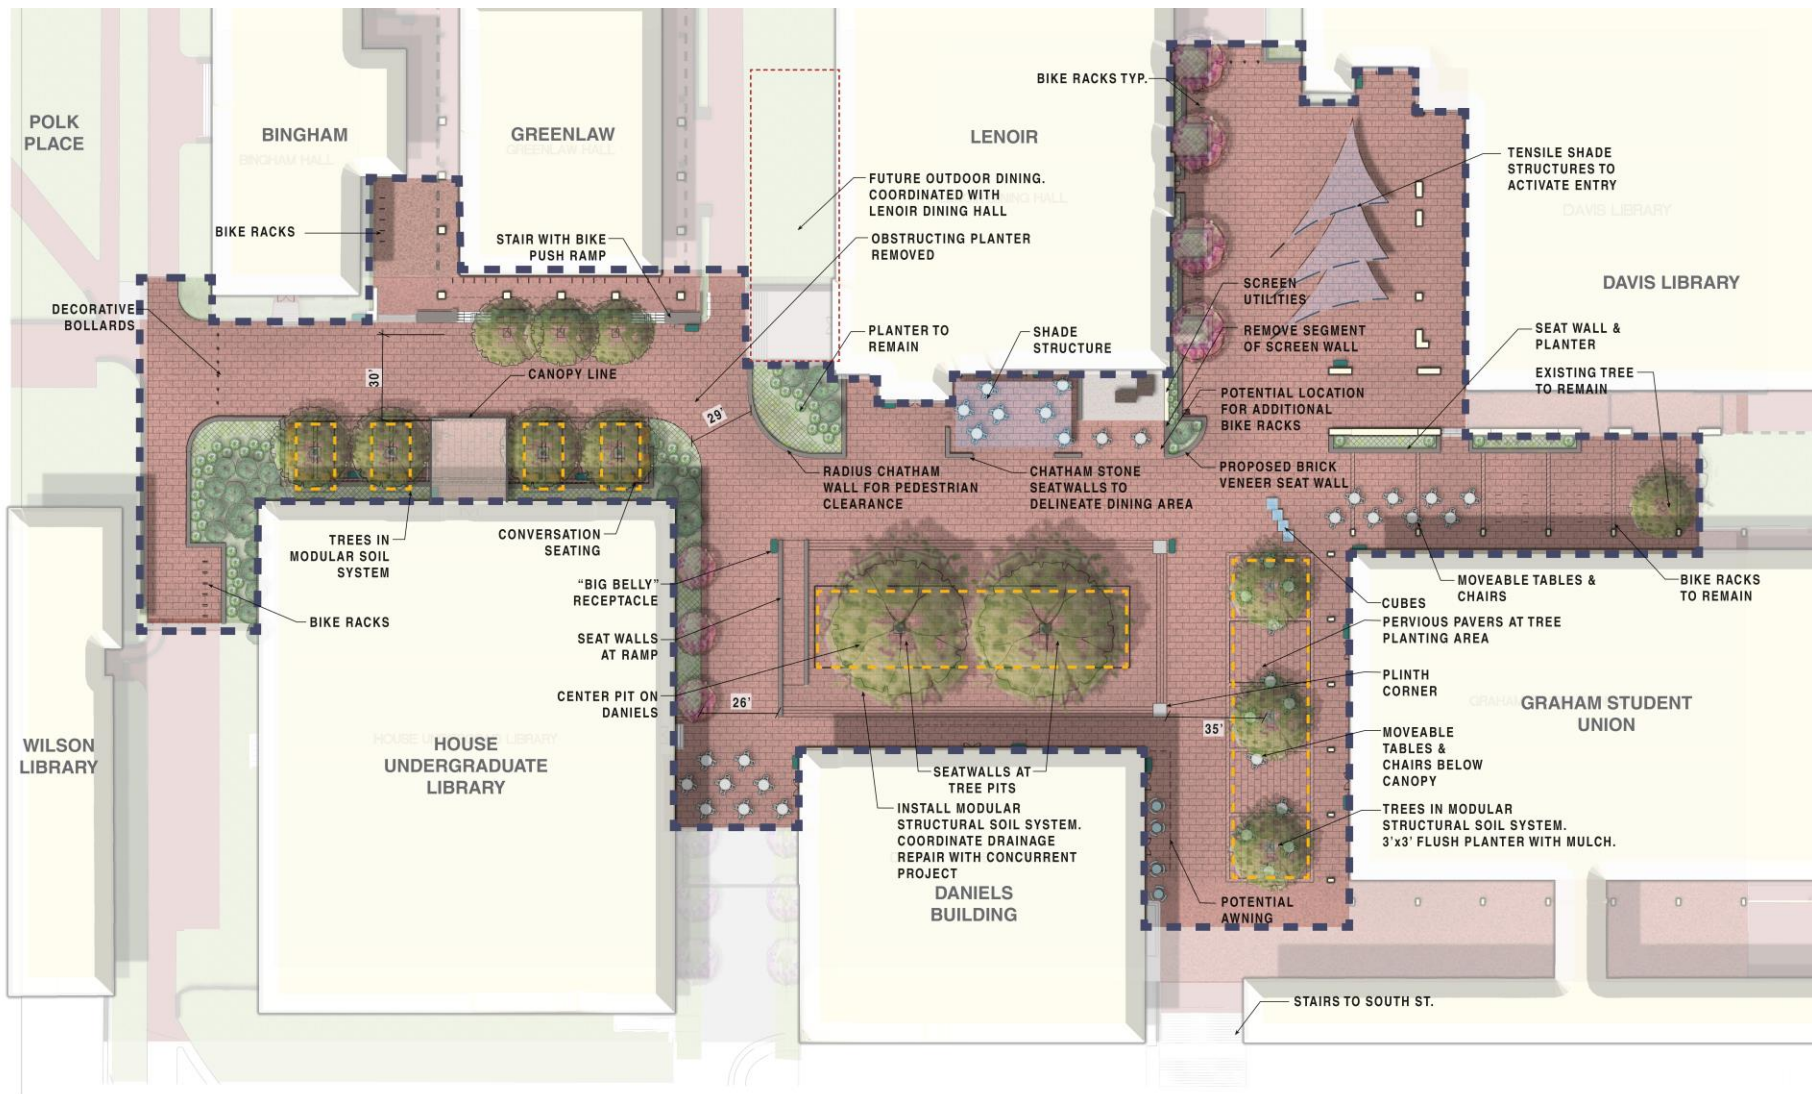 POLK
PLACE
BINGHAM
BINGHAM HALL
GREENLAW
GREENLAW HALL
LENOIR
BIKE RACKS TYP.
TENSILE SHADE
STRUCTURES TO
ACTIVATE ENTRY
DAVIS LIBRARY
DAVIS LIBRARY
FUTURE OUTDOOR DINING.
COORDINATED WITH
LENOIR DINING HALL
OBSTRUCTING PLANTER
REMOVED
BIKE RACKS
STAIR WITH BIKE
PUSH RAMP
DECORATIVE
BOLLARDS
30'
CANOPY LINE
29'
PLANTER TO
REMAIN
SHADE
STRUCTURE
SCREEN
UTILITIES
REMOVE SEGMENT
OF SCREEN WALL
POTENTIAL LOCATION
FOR ADDITIONAL
BIKE RACKS
SEAT WALL &
PLANTER
EXISTING TREE
TO REMAIN
RADIUS CHATHAM
WALL FOR PEDESTRIAN
CLEARANCE
CHATHAM STONE
SEATWALLS TO
DELINEATE DINING AREA
PROPOSED BRICK
VENEER SEAT WALL
TREES IN
MODULAR SOIL
SYSTEM
CONVERSATION
SEATING
"BIG BELLY"
RECEPTACLE
BIKE RACKS
SEAT WALLS
AT RAMP
CENTER PIT ON
DANIELS
26'
35'
MOVEABLE TABLES &
CHAIRS
BIKE RACKS
TO REMAIN
CUBES
PERVIOUS PAVERS AT TREE
PLANTING AREA
PLINTH
CORNER
GRAHAM STUDENT
UNION
MOVEABLE
TABLES &
CHAIRS BELOW
CANOPY
TREES IN MODULAR
STRUCTURAL SOIL SYSTEM.
3'x3' FLUSH PLANTER WITH MULCH.
WILSON
LIBRARY
HOUSE
UNDERGRADUATE
LIBRARY
SEATWALLS AT
TREE PITS
INSTALL MODULAR
STRUCTURAL SOIL SYSTEM.
COORDINATE DRAINAGE
REPAIR WITH CONCURRENT
PROJECT
DANIELS
BUILDING
POTENTIAL
AWNING
STAIRS TO SOUTH ST.